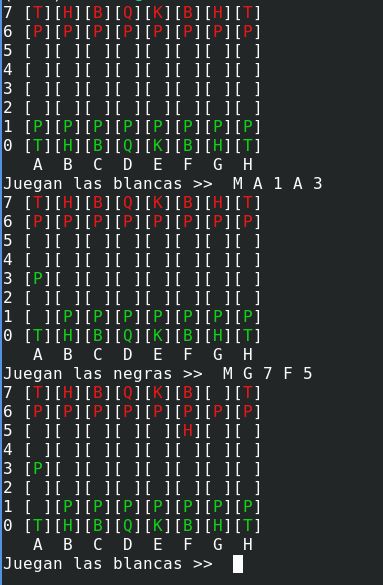 7 [T][H][B][Q][K][B][H][T]
6 [P][P][P][P][P][P][P][P]
5 [ ][ ][ ][ ][ ][ ][ ][ ]
4 [ ][ ][ ][ ][ ][ ][ ][ ]
3 [ ][ ][ ][ ][ ][ ][ ][ ]
2 [ ][ ][ ][ ][ ][ ][ ][ ]
1 [P][P][P][P][P][P][P][P]
0 [T][H][B][Q][K][B][H][T]
A B C D E F G H
Juegan las blancas >> M A 1 A 3
7 [T][H][B][Q][K][B][H][T]
6 [P][P][P][P][P][P][P][P]
5 [ ][ ][ ][ ][ ][ ][ ][ ]
4 [ ][ ][ ][ ][ ][ ][ ][ ]
3 [P][ ][ ][ ][ ][ ][ ][ ]
2 [ ][ ][ ][ ][ ][ ][ ][ ]
1 [ ][P][P][P][P][P][P][P]
0 [T][H][B][Q][K][B][H][T]
A B C D E F G H
Juegan las negras >> M G 7 F 5
7 [T][H][B][Q][K][B][ ][T]
6 [P][P][P][P][P][P][P][P]
5 [ ][ ][ ][ ][ ][H][ ][ ]
4 [ ][ ][ ][ ][ ][ ][ ][ ]
3 [P][ ][ ][ ][ ][ ][ ][ ]
2 [ ][ ][ ][ ][ ][ ][ ][ ]
1 [ ][P][P][P][P][P][P][P]
0 [T][H][B][Q][K][B][H][T]
A B C D E F G H
Juegan las blancas >>